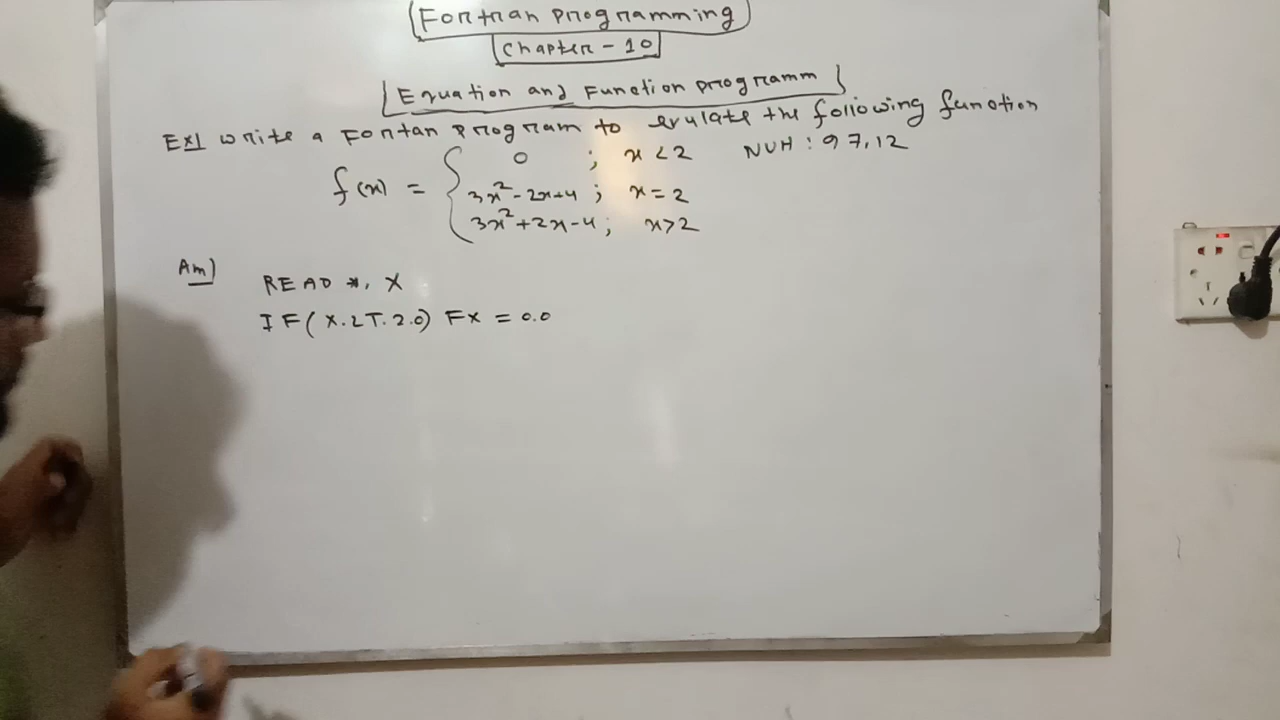 Fortran programming
Chapter - 10
Equation and Function programm
Ex1 write a Fortan program to evulate the following function
f(x) = { 0 ; x < 2 NUH : 97,12
3x² - 2x + 4 ; x = 2
3x² + 2x - 4 ; x > 2
Ans)
READ *, X
IF( X.LT.2.0) FX = 0.0